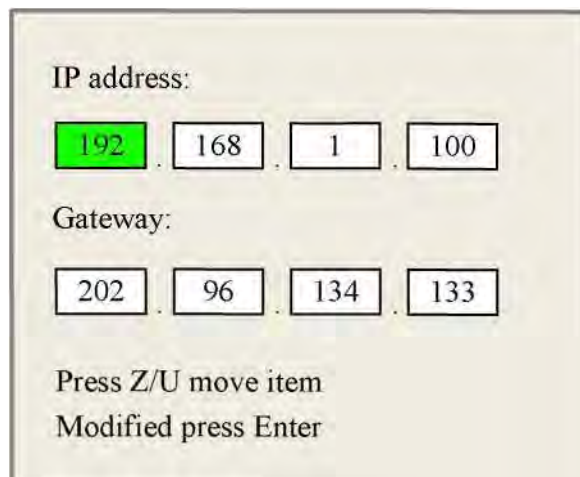 IP address:
192 . 168 . 1 . 100
Gateway:
202 . 96 . 134 . 133
Press Z/U move item
Modified press Enter